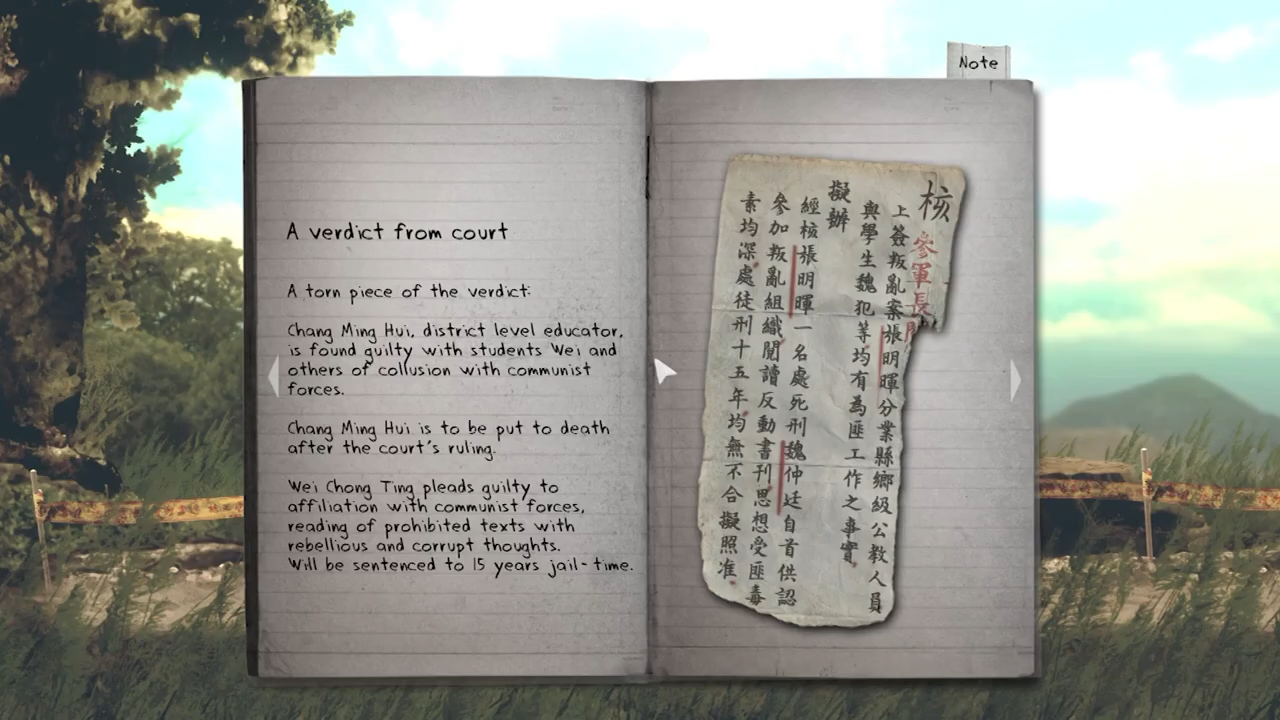 Note
A verdict from court
A torn piece of the verdict:
Chang Ming Hui, district level educator,
is found guilty with students Wei and
others of collusion with communist
forces.
Chang Ming Hui is to be put to death
after the court's ruling.
Wei Chong Ting pleads guilty to
affiliation with communist forces,
reading of prohibited texts with
rebellious and corrupt thoughts.
Will be sentenced to 15 years jail-time.
核
參軍長
上簽叛亂案張明暉分業縣鄉級公教人員
與學生魏犯等均有為匪工作之事實
擬辦
經核張明暉一名處死刑魏仲廷自首供認
參加叛亂組織閱讀反動書刊思想受匪毒
素均深處徒刑十五年均無不合擬照准